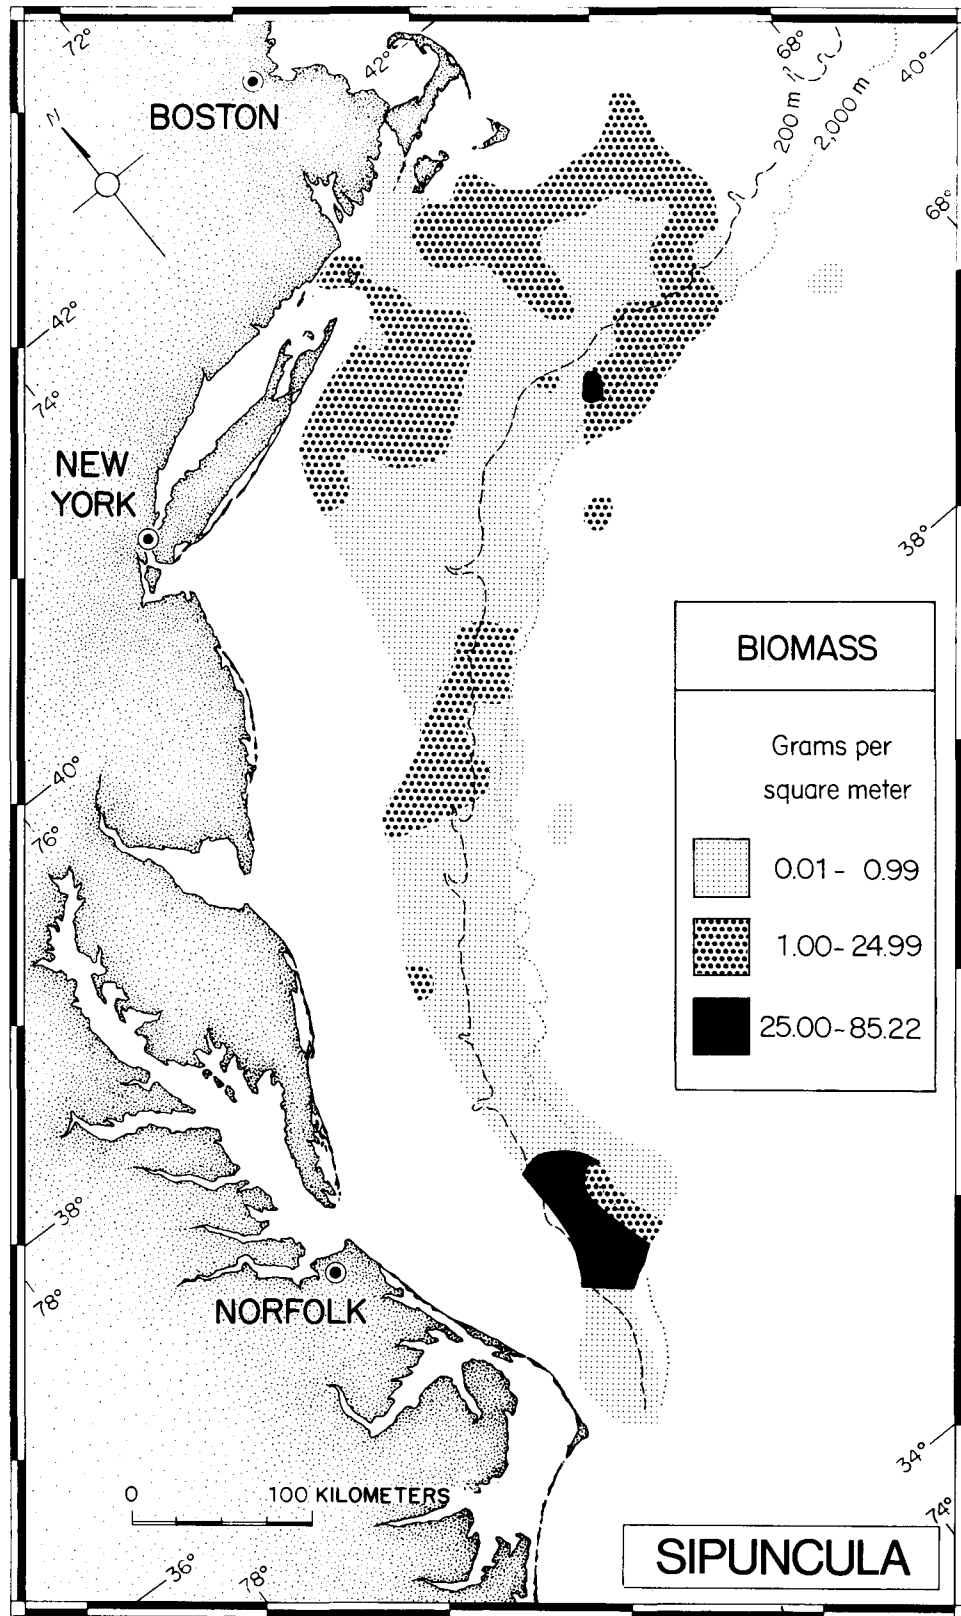 72°
42°
68°
40°
BOSTON
200 m
2,000 m
N
68°
42°
74°
NEW
YORK
38°
BIOMASS
Grams per
square meter
40°
76°
0.01 - 0.99
1.00 - 24.99
25.00 - 85.22
38°
78°
NORFOLK
34°
0 100 KILOMETERS
74°
SIPUNCULA
36°
78°